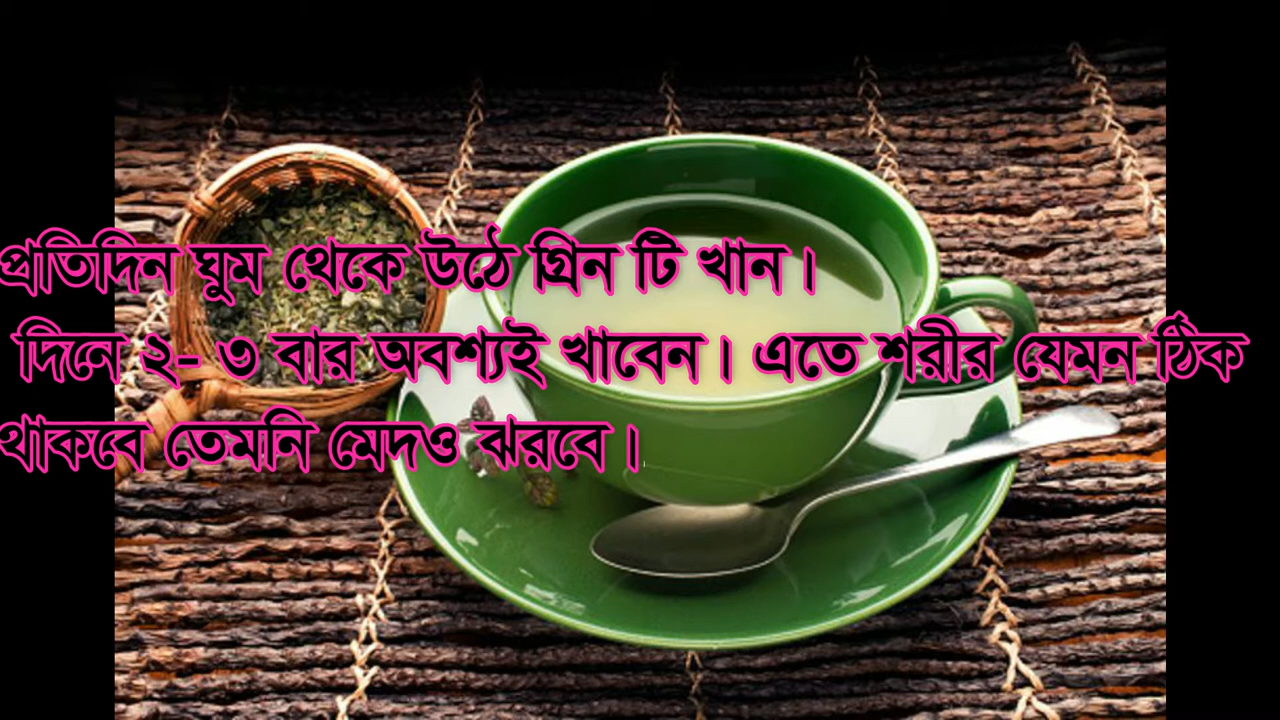 প্রতিদিন ঘুম থেকে উঠে গ্রিন টি খান।
দিনে ২- ৩ বার অবশ্যই খাবেন। এতে শরীর যেমন ঠিক
থাকবে তেমনি মেদও ঝরবে।